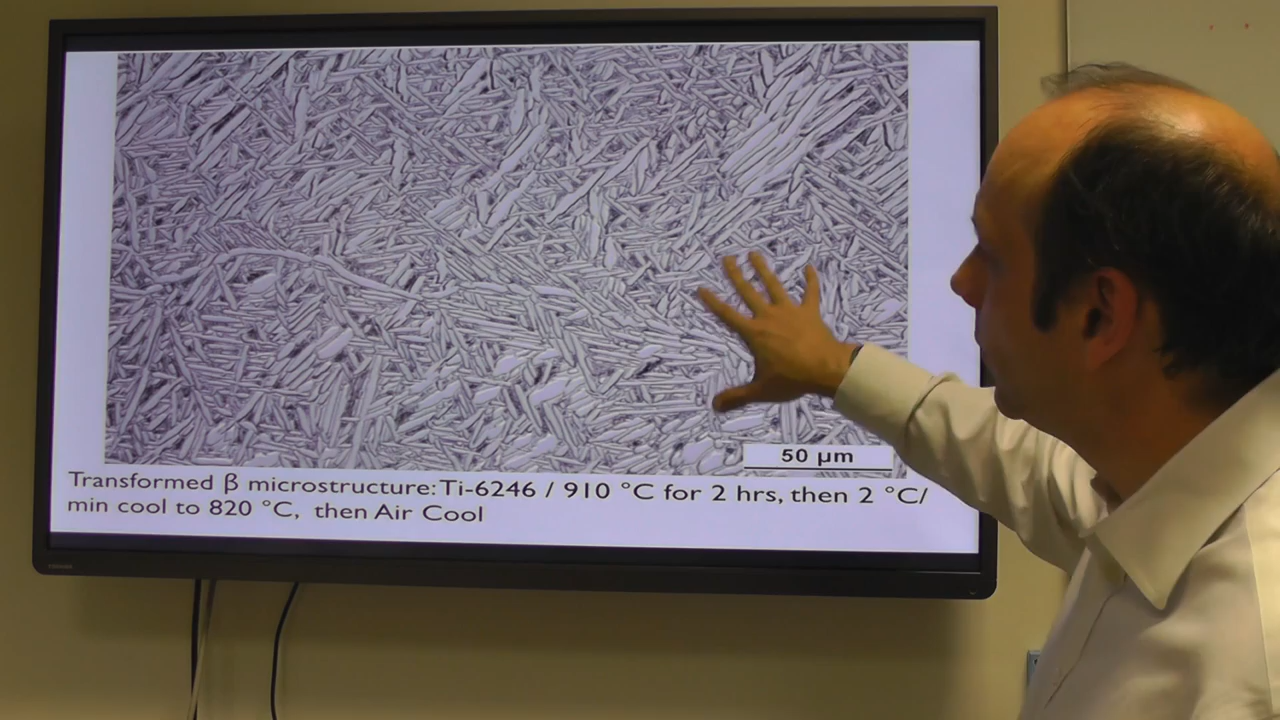 50 µm
Transformed β microstructure: Ti-6246 / 910 °C for 2 hrs, then 2 °C/
min cool to 820 °C, then Air Cool
TOSHIBA